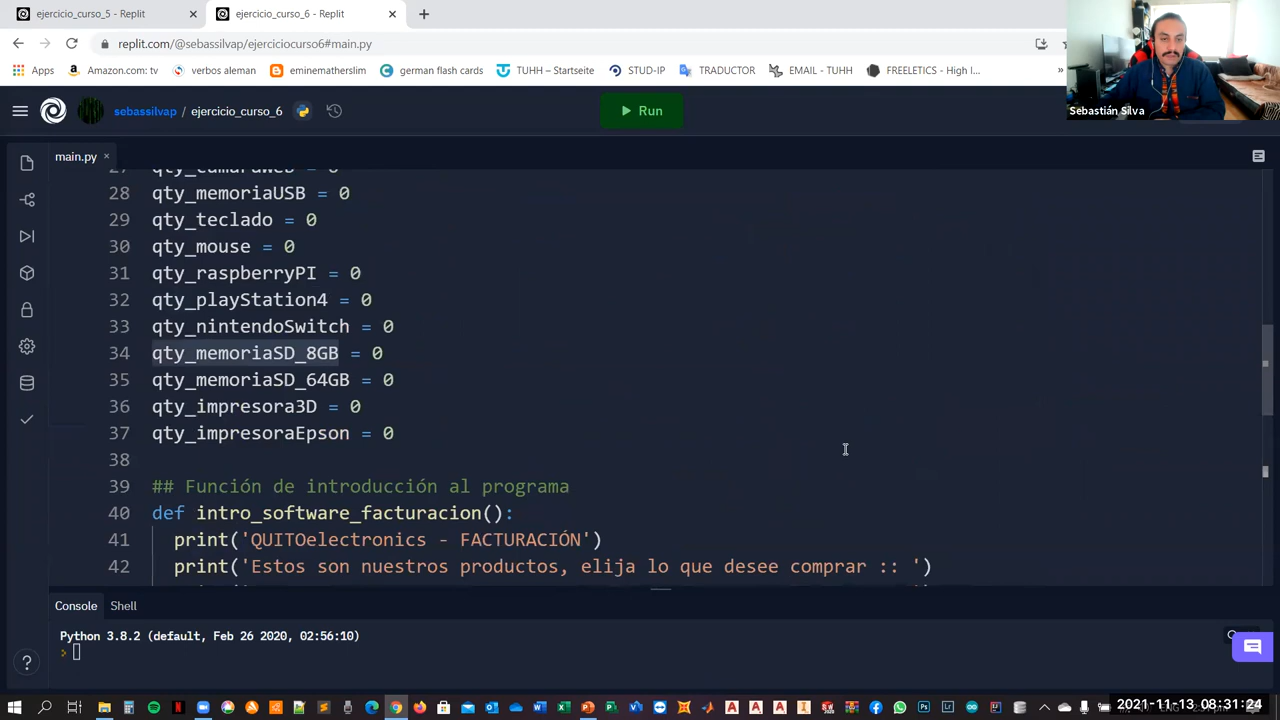 ejercicio_curso_5 - Replit
ejercicio_curso_6 - Replit
replit.com/@sebassilvap/ejerciciocurso6#main.py
Apps
Amazon.com: tv
verbos aleman
eminematherslim
german flash cards
TUHH – Startseite
STUD-IP
TRADUCTOR
EMAIL - TUHH
FREELETICS - High I...
»
Sebastián Silva
sebassilvap / ejercicio_curso_6
Run
main.py
28 qty_memoriaUSB = 0
29 qty_teclado = 0
30 qty_mouse = 0
31 qty_raspberryPI = 0
32 qty_playStation4 = 0
33 qty_nintendoSwitch = 0
34 qty_memoriaSD_8GB = 0
35 qty_memoriaSD_64GB = 0
36 qty_impresora3D = 0
37 qty_impresoraEpson = 0
38
39 ## Función de introducción al programa
40 def intro_software_facturacion():
41 print('QUITOelectronics - FACTURACIÓN')
42 print('Estos son nuestros productos, elija lo que desee comprar :: ')
Console
Shell
Python 3.8.2 (default, Feb 26 2020, 02:56:10)
2021-11-13 08:31:24